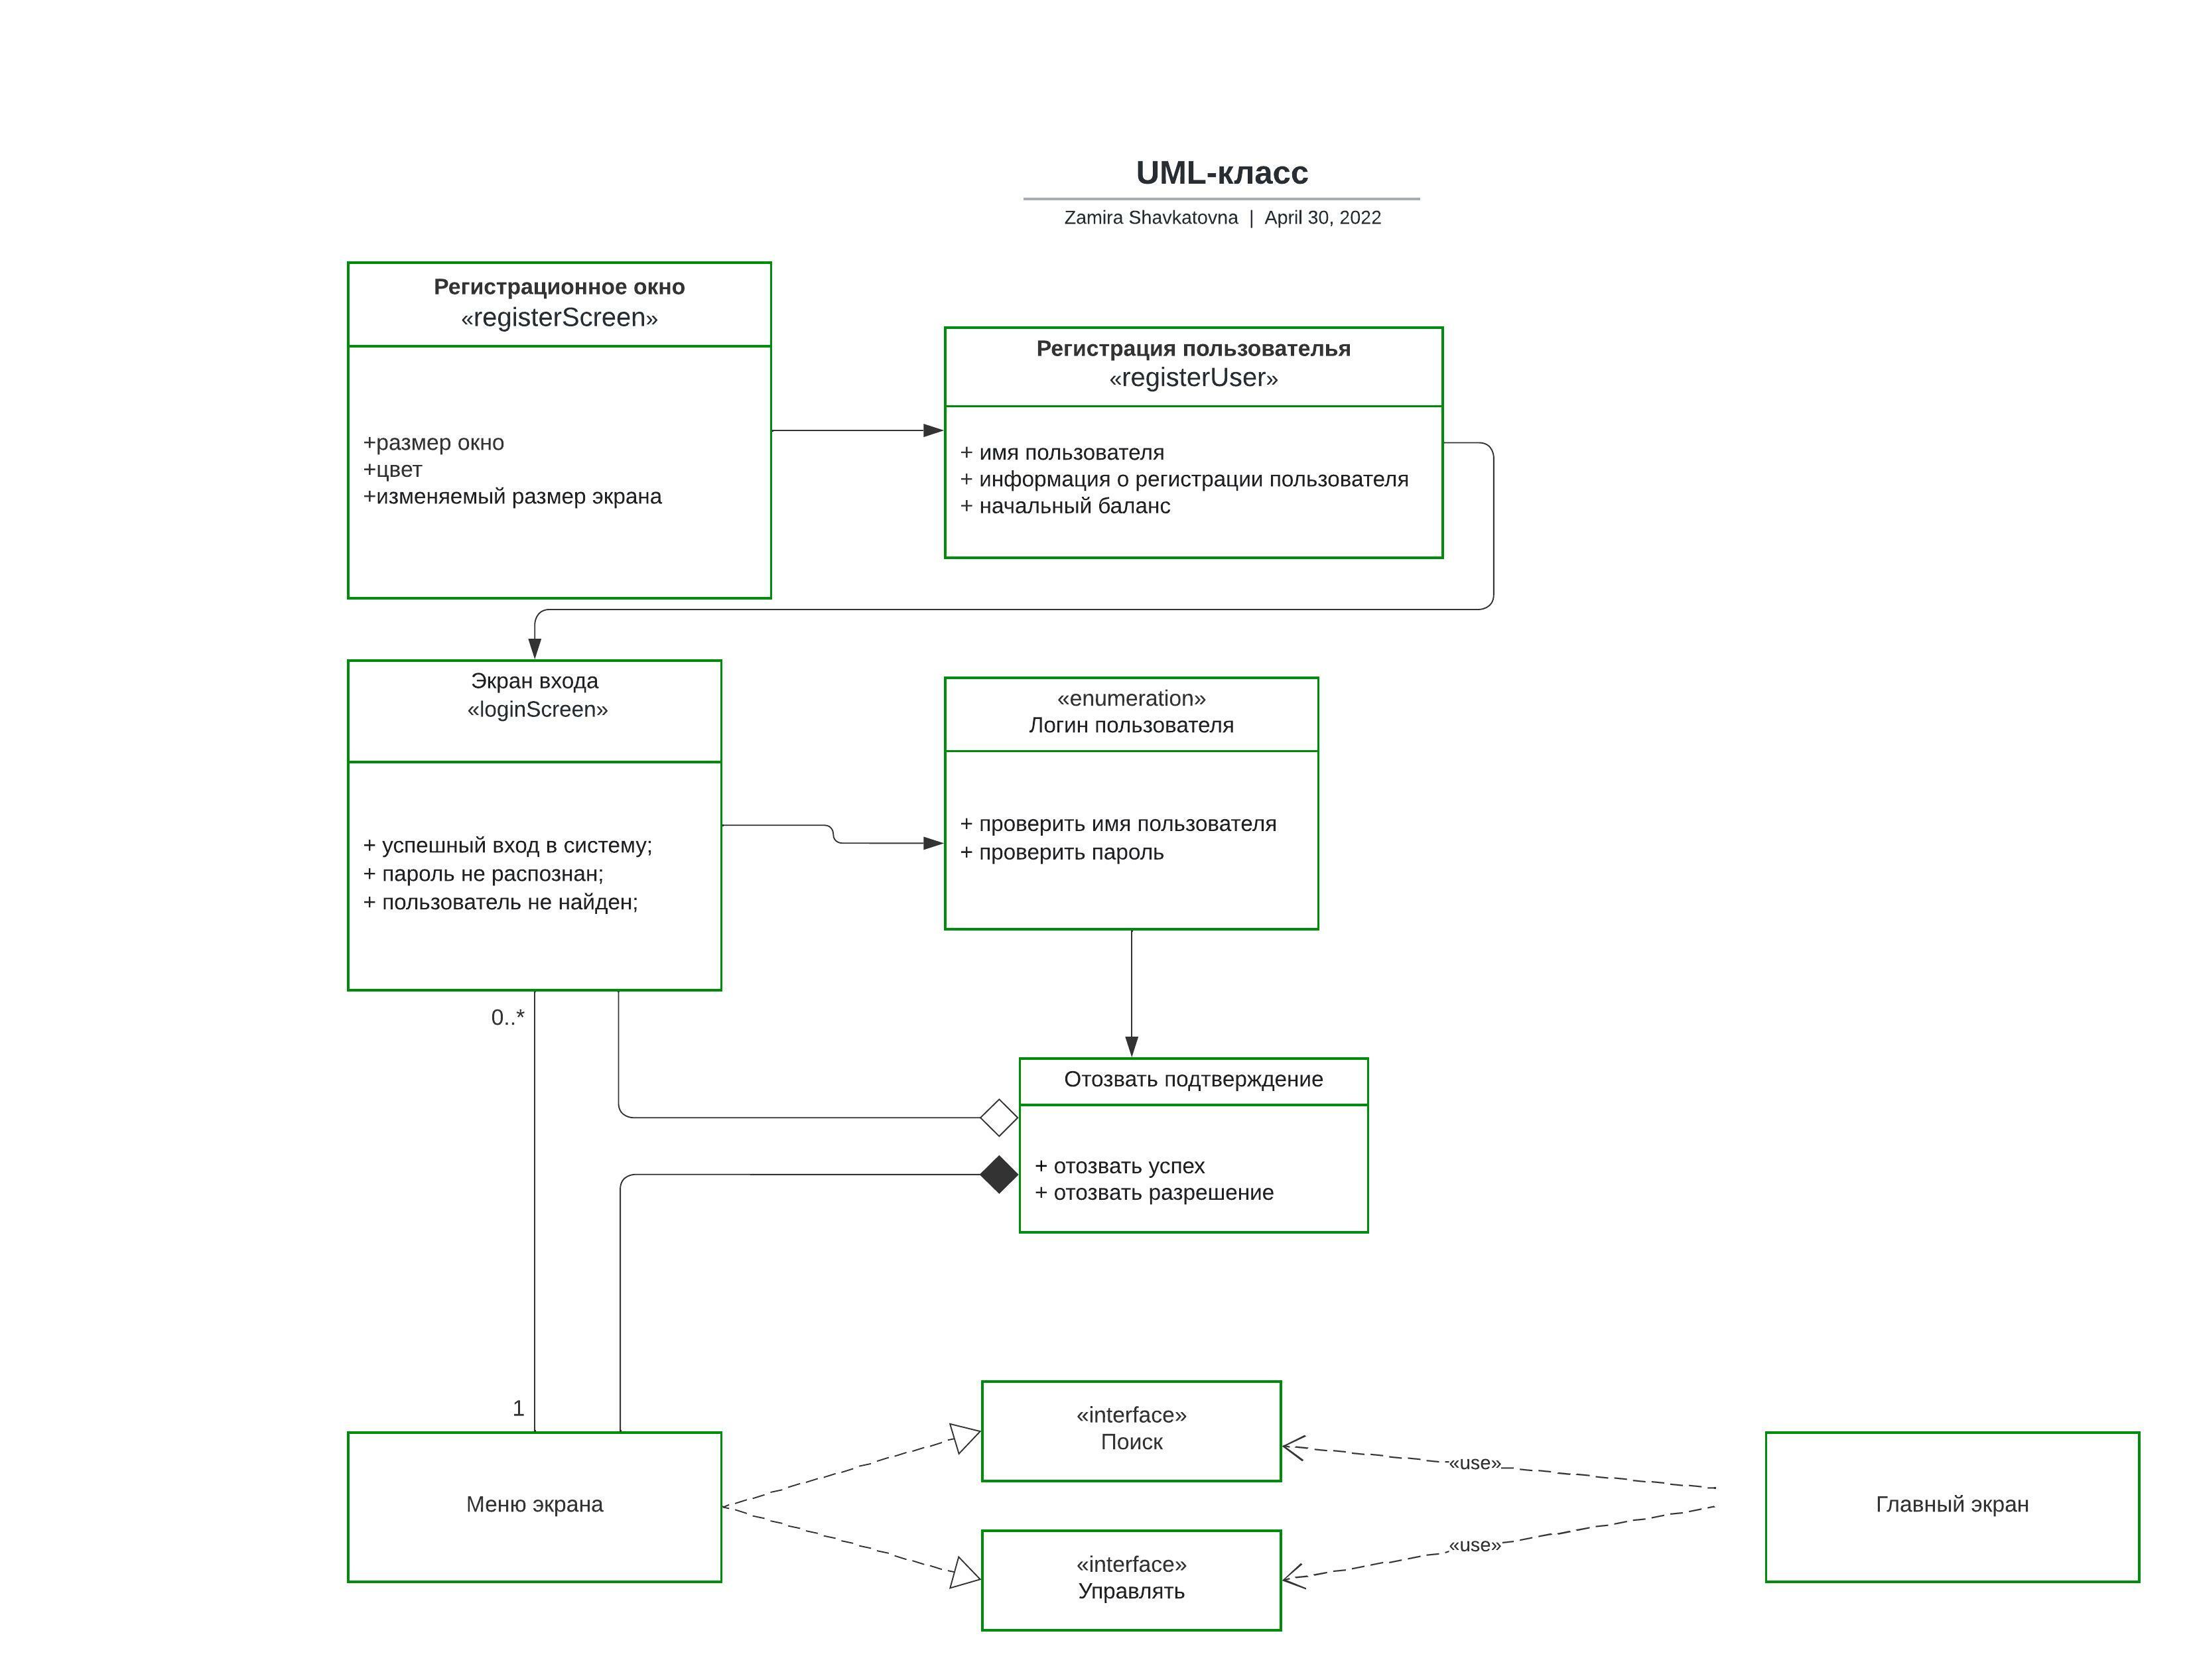 UML-класс
Zamira Shavkatovna | April 30, 2022
Регистрационное окно
«registerScreen»
+размер окно
+цвет
+изменяемый размер экрана
Регистрация пользователья
«registerUser»
+ имя пользователя
+ информация о регистрации пользователя
+ начальный баланс
Экран входа
«loginScreen»
+ успешный вход в систему;
+ пароль не распознан;
+ пользователь не найден;
«enumeration»
Логин пользователя
+ проверить имя пользователя
+ проверить пароль
0..*
Отозвать подтверждение
+ отозвать успех
+ отозвать разрешение
1
Меню экрана
«interface»
Поиск
«use»
«interface»
Управлять
«use»
Главный экран